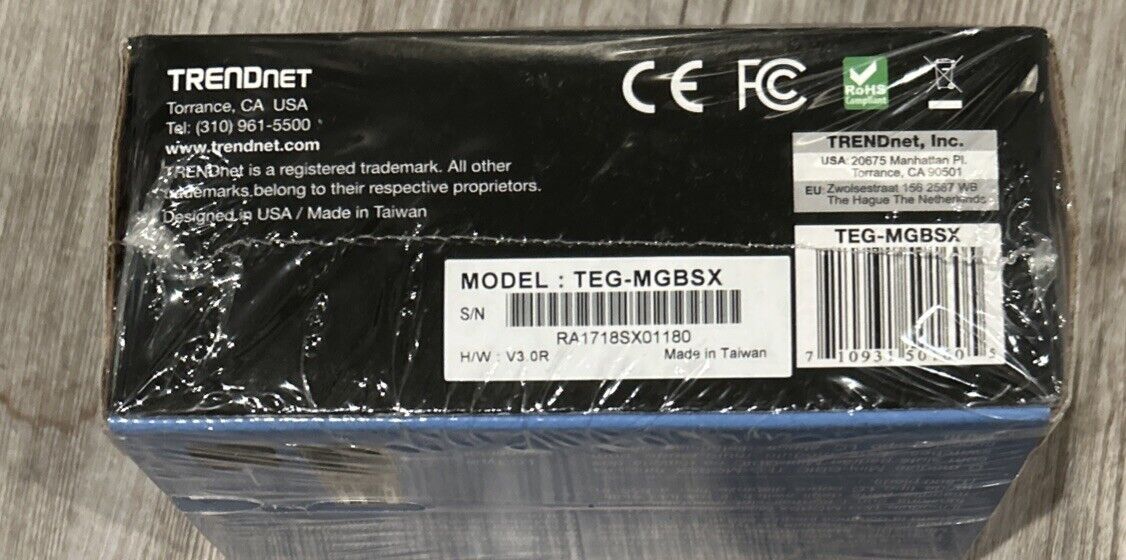 TRENDNET
Torrance, CA USA
Tel: (310) 961-5500
www.trendnet.com
TRENDnet is a registered trademark. All other
trademarks belong to their respective proprietors.
Designed in USA / Made in Taiwan
CE FC
RoHS
Compliant
TRENDnet, Inc.
USA: 20675 Manhattan Pl.
Torrance, CA 90501
EU: Zwolsestraat 156 2587 WB
The Hague The Netherlands
TEG-MGBSX
MODEL : TEG-MGBSX
S/N
RA1718SX01180
H/W : V3.0R Made in Taiwan